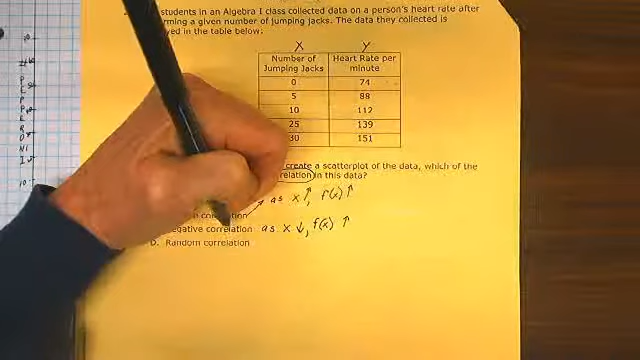 students in an Algebra I class collected data on a person's heart rate after
rming a given number of jumping jacks. The data they collected is
yed in the table below:
X Y
Number of Jumping Jacks Heart Rate per minute
0 74
5 88
10 112
25 139
30 151
create a scatterplot of the data, which of the
relation in this data?
as x ↑, f(x) ↑
correlation
egative correlation as x ↓, f(x) ↑
D. Random correlation